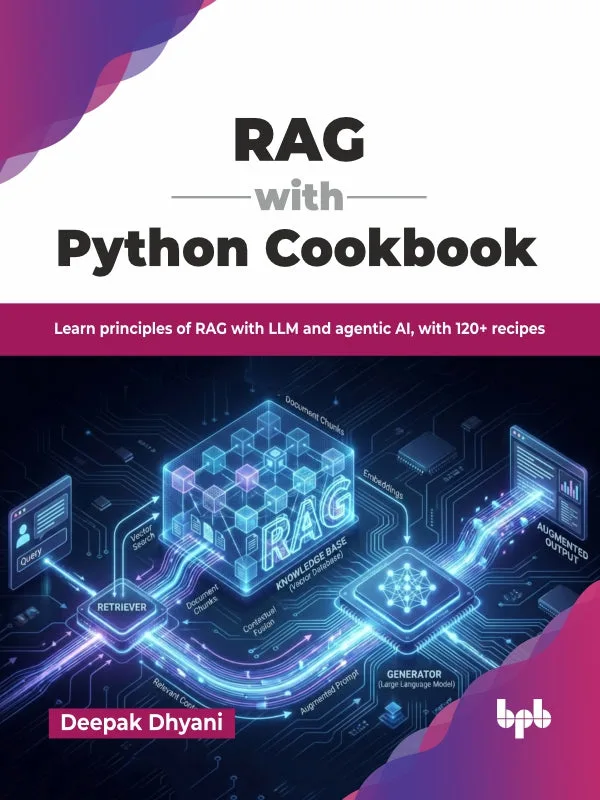 RAG
with
Python Cookbook
Learn principles of RAG with LLM and agentic AI, with 120+ recipes
Document Chunks
Embeddings
RAG
Query
Vector
Search
KNOWLEDGE BASE
(Vector Database)
AUGMENTED
OUTPUT
RETRIEVER
Document
Chunks
Contextual
Fusion
Relevant
Augmented Prompt
GENERATOR
(Large Language Model)
Deepak Dhyani
bpb